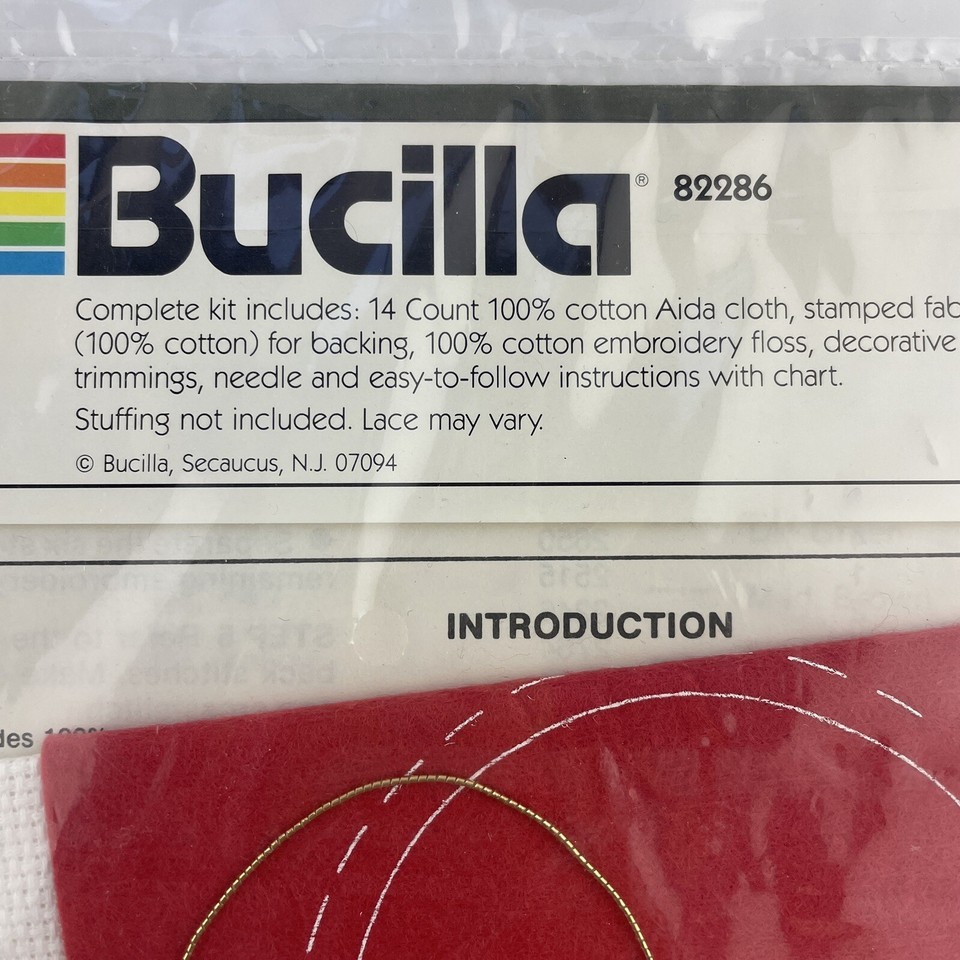 Bucilla® 82286
Complete kit includes: 14 Count 100% cotton Aida cloth, stamped fab
(100% cotton) for backing, 100% cotton embroidery floss, decorative
trimmings, needle and easy-to-follow instructions with chart.
Stuffing not included. Lace may vary.
© Bucilla, Secaucus, N.J. 07094
INTRODUCTION